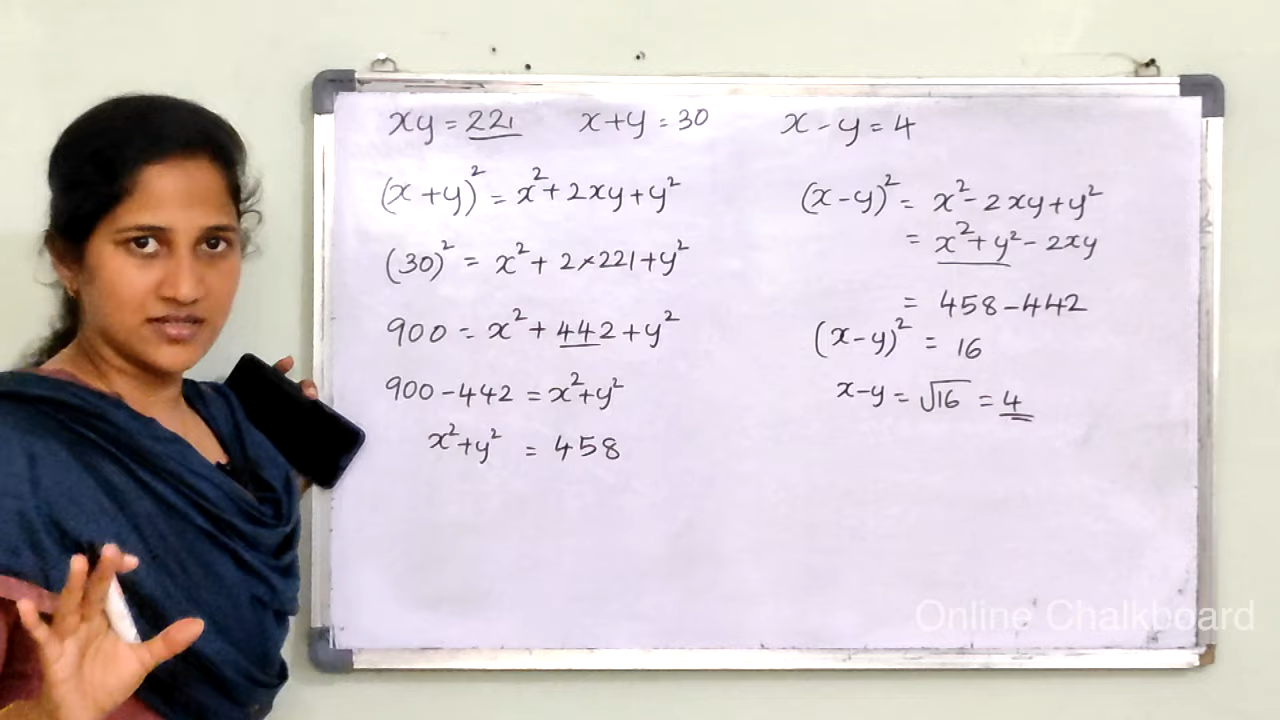 xy = 221 x+y = 30 x - y = 4
(x + y)² = x² + 2xy + y²
(30)² = x² + 2×221 + y²
900 = x² + 442 + y²
900 - 442 = x² + y²
x² + y² = 458
(x - y)² = x² - 2xy + y²
= x² + y² - 2xy
= 458 - 442
(x - y)² = 16
x - y = √16 = 4
Online Chalkboard